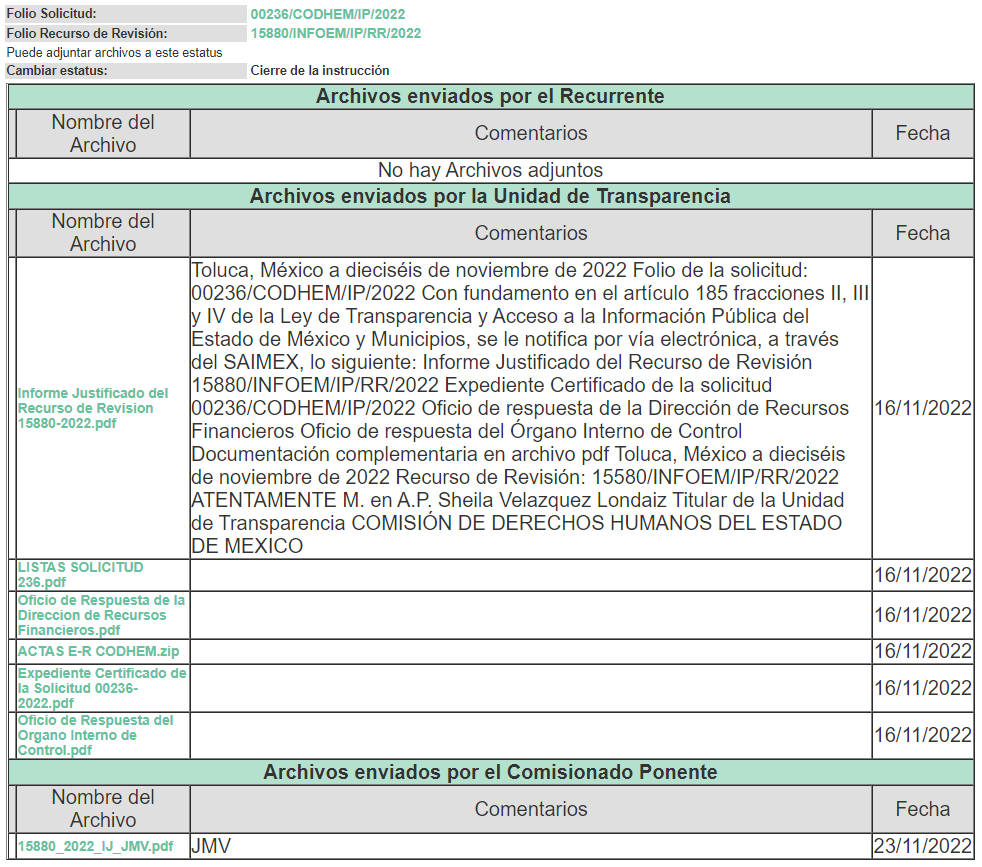 Folio Solicitud: 00236/CODHEM/IP/2022
Folio Recurso de Revisión: 15880/INFOEM/IP/RR/2022
Puede adjuntar archivos a este estatus
Cambiar estatus: Cierre de la instrucción
Archivos enviados por el Recurrente
Nombre del
Archivo
Comentarios
Fecha
No hay Archivos adjuntos
Archivos enviados por la Unidad de Transparencia
Nombre del
Archivo
Comentarios
Fecha
Informe Justificado del
Recurso de Revision
15880-2022.pdf
Toluca, México a dieciséis de noviembre de 2022 Folio de la solicitud:
00236/CODHEM/IP/2022 Con fundamento en el artículo 185 fracciones II, III
y IV de la Ley de Transparencia y Acceso a la Información Pública del
Estado de México y Municipios, se le notifica por vía electrónica, a través
del SAIMEX, lo siguiente: Informe Justificado del Recurso de Revisión
15880/INFOEM/IP/RR/2022 Expediente Certificado de la solicitud
00236/CODHEM/IP/2022 Oficio de respuesta de la Dirección de Recursos
Financieros Oficio de respuesta del Órgano Interno de Control
Documentación complementaria en archivo pdf Toluca, México a dieciséis
de noviembre de 2022 Recurso de Revisión: 15580/INFOEM/IP/RR/2022
ATENTAMENTE M. en A.P. Sheila Velazquez Londaiz Titular de la Unidad
de Transparencia COMISIÓN DE DERECHOS HUMANOS DEL ESTADO
DE MEXICO
16/11/2022
LISTAS SOLICITUD
236.pdf
16/11/2022
Oficio de Respuesta de la
Direccion de Recursos
Financieros.pdf
16/11/2022
ACTAS E-R CODHEM.zip
16/11/2022
Expediente Certificado de
la Solicitud 00236-
2022.pdf
16/11/2022
Oficio de Respuesta del
Organo Interno de
Control.pdf
16/11/2022
Archivos enviados por el Comisionado Ponente
Nombre del
Archivo
Comentarios
Fecha
15880_2022_IJ_JMV.pdf
JMV
23/11/2022